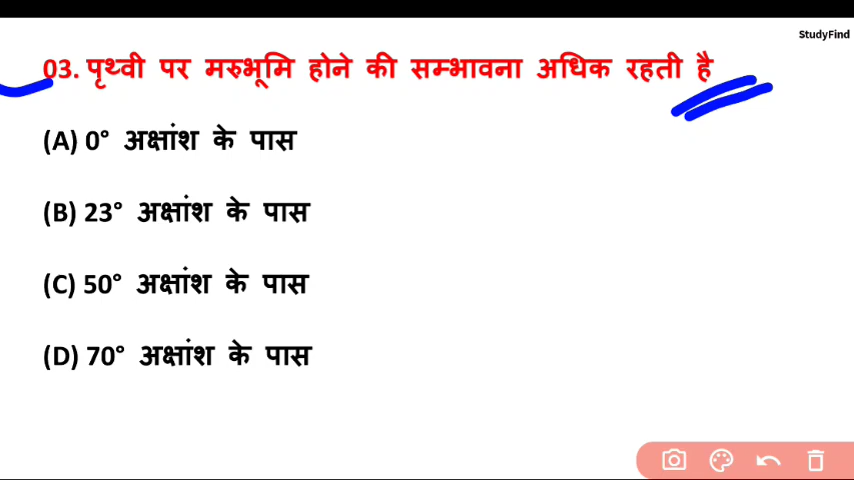 StudyFind
03. पृथ्वी पर मरुभूमि होने की सम्भावना अधिक रहती है
(A) 0° अक्षांश के पास
(B) 23° अक्षांश के पास
(C) 50° अक्षांश के पास
(D) 70° अक्षांश के पास